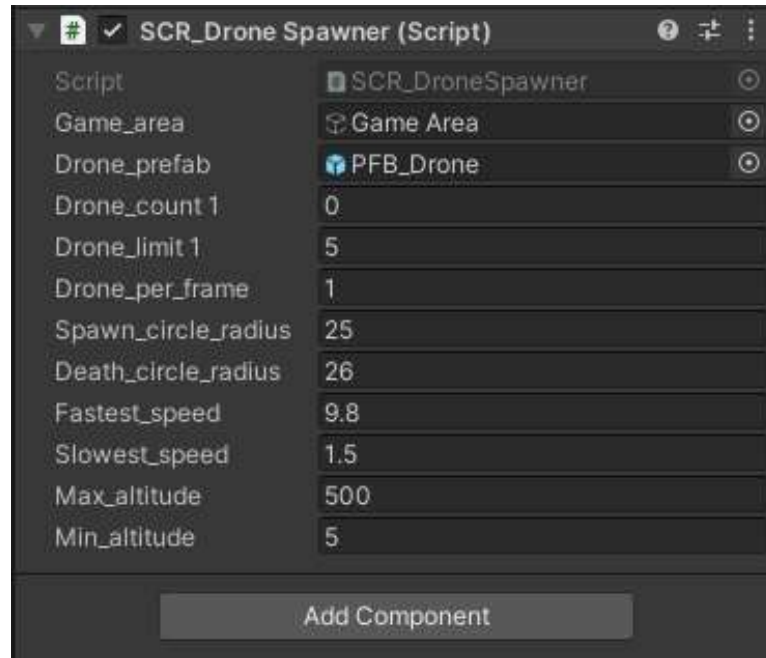 # SCR_Drone Spawner (Script)
Script SCR_DroneSpawner
Game_area Game Area
Drone_prefab PFB_Drone
Drone_count 1 0
Drone_limit 1 5
Drone_per_frame 1
Spawn_circle_radius 25
Death_circle_radius 26
Fastest_speed 9.8
Slowest_speed 1.5
Max_altitude 500
Min_altitude 5
Add Component